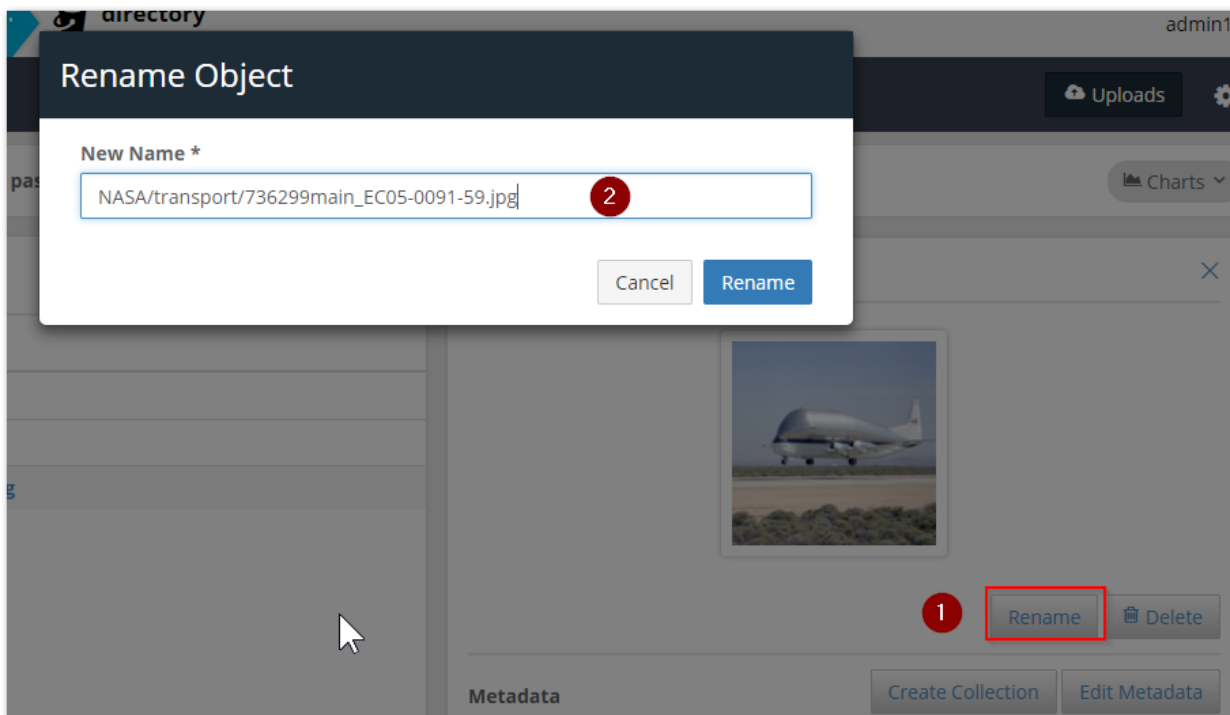 directory
admin1
Rename Object
Uploads
New Name *
pas
NASA/transport/736299main_EC05-0091-59.jpg
2
Charts
Cancel
Rename
g
1
Rename
Delete
Metadata
Create Collection
Edit Metadata